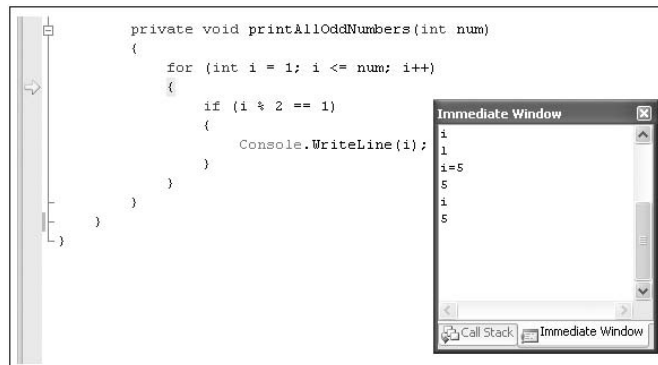 private void printAllOddNumbers(int num)
{
for (int i = 1; i <= num; i++)
{
if (i % 2 == 1)
{
Console.WriteLine(i);
}
}
}
}
}
Immediate Window
i
1
i=5
5
i
5
Call Stack
Immediate Window